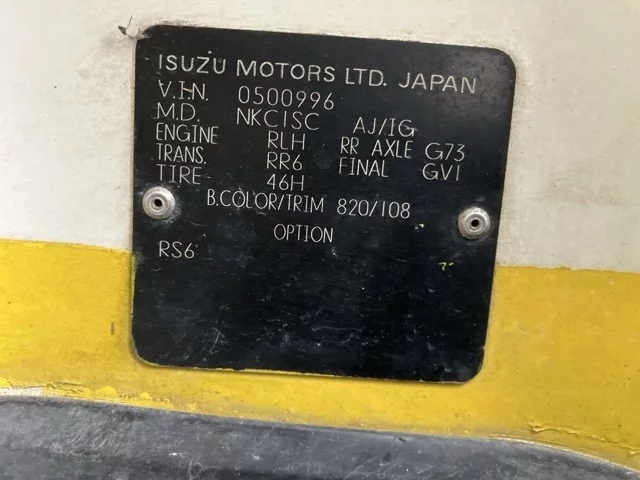 ISUZU MOTORS LTD. JAPAN
V.I.N. 0500996
M.D. NKC1SC AJ/IG
ENGINE RLH RR AXLE G73
TRANS. RR6 FINAL GV1
TIRE 46H
B.COLOR/TRIM 820/108
OPTION
RS6